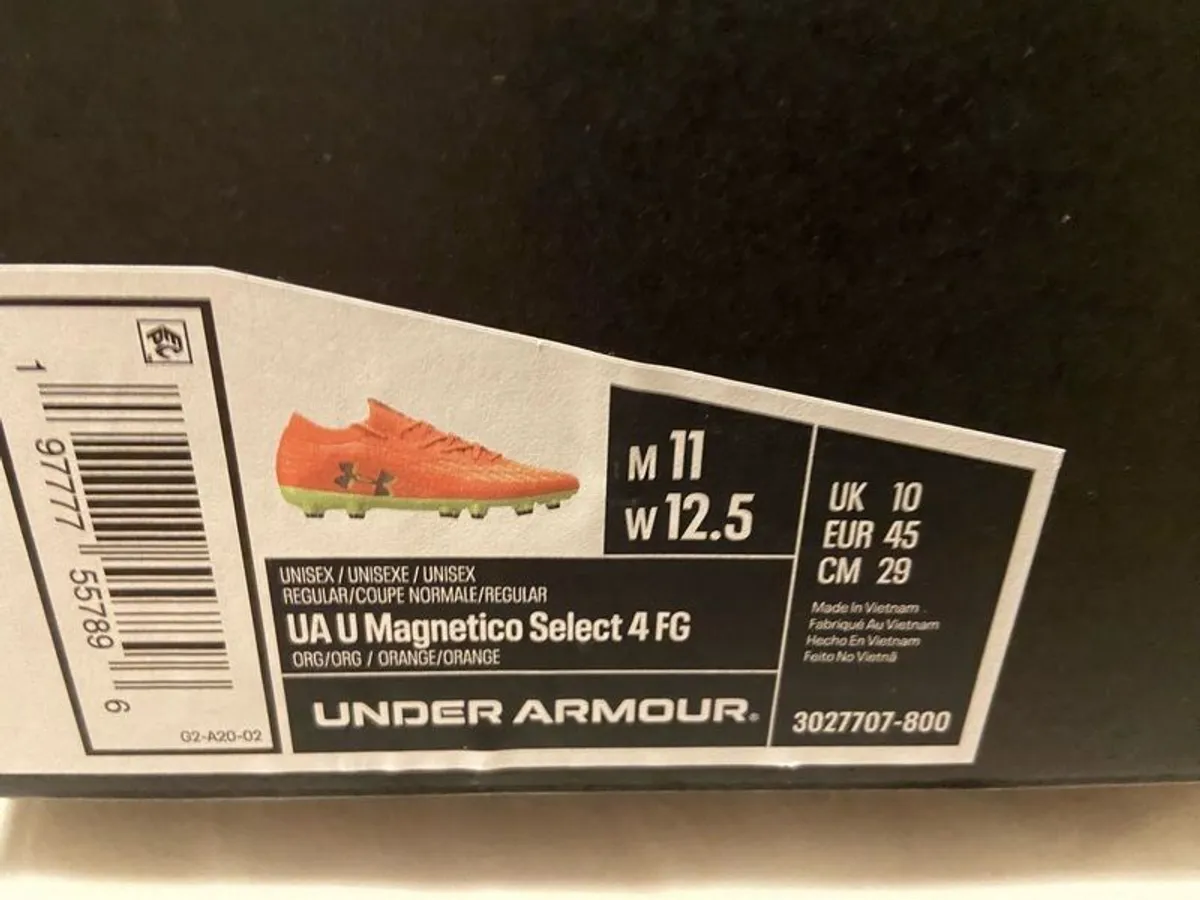 EPC
1 97777 55789 6
G2-A20-02
M 11
W 12.5
UNISEX / UNISEXE / UNISEX
REGULAR/COUPE NORMALE/REGULAR
UA U Magnetico Select 4 FG
ORG/ORG / ORANGE/ORANGE
UNDER ARMOUR®
UK 10
EUR 45
CM 29
Made In Vietnam
Fabriqué Au Vietnam
Hecho En Vietnam
Feito No Vietnã
3027707-800